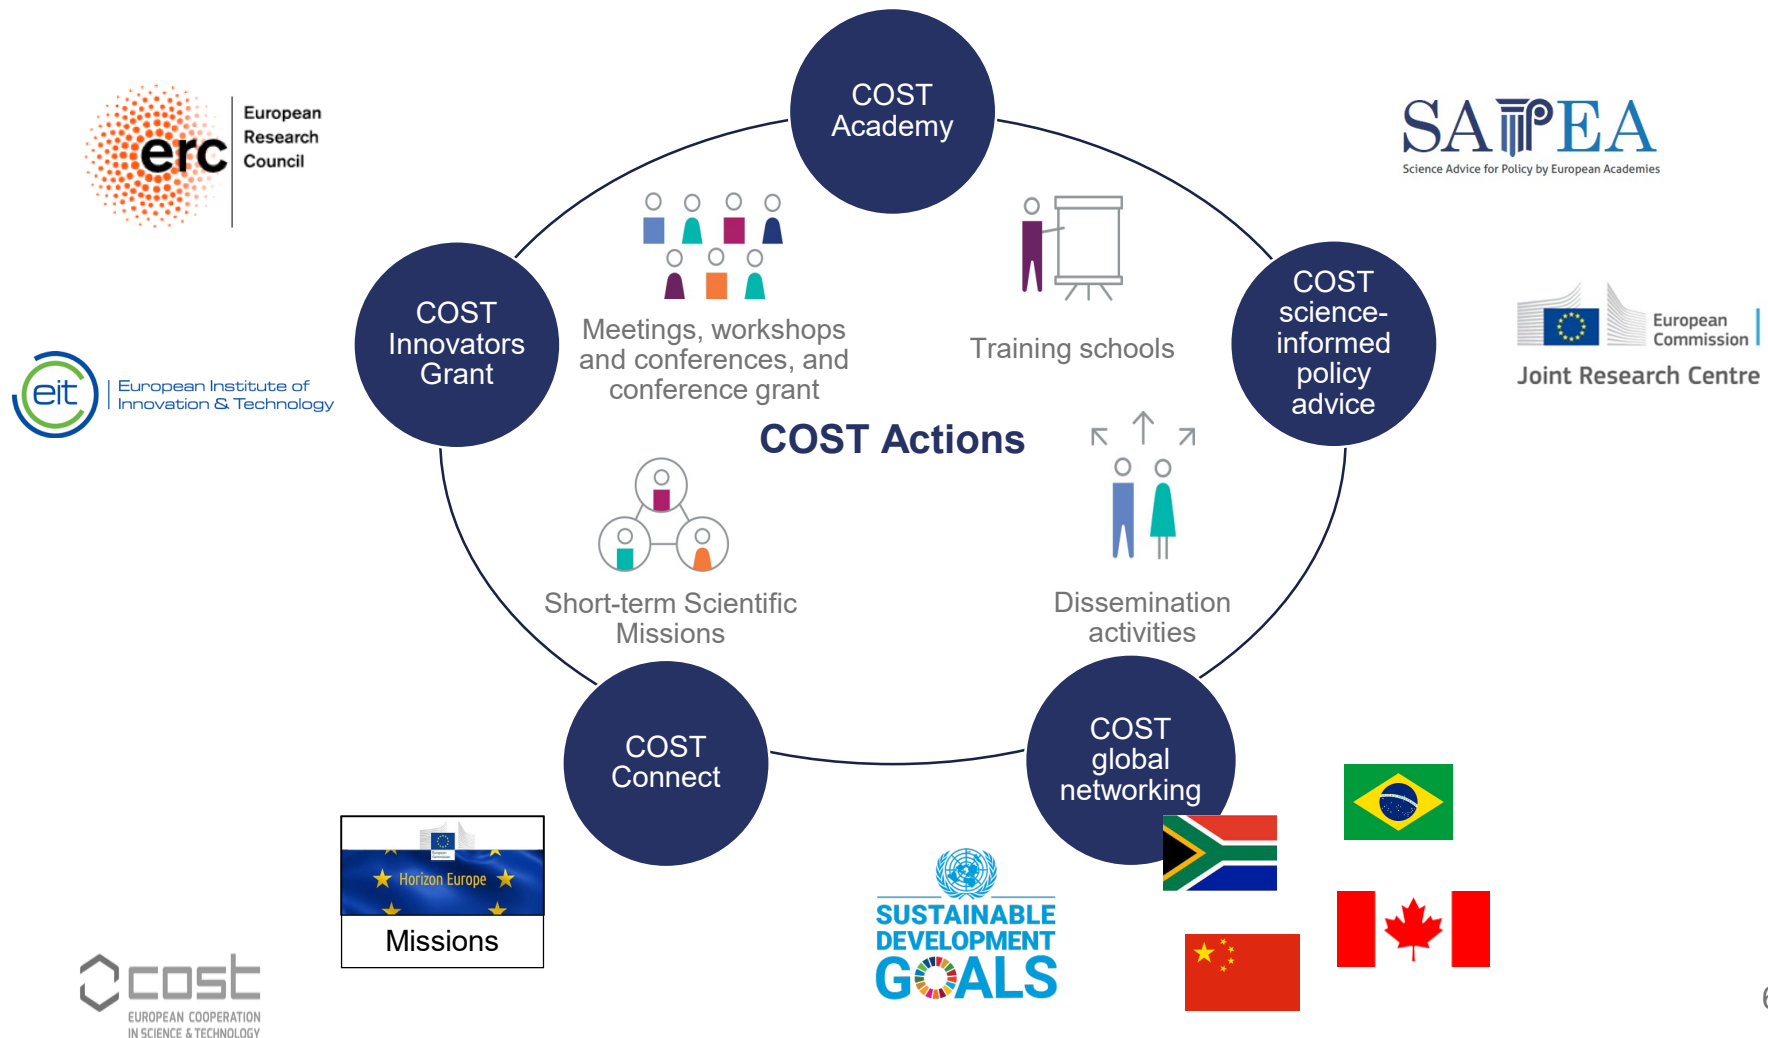 COST
Academy
erc
European
Research
Council
SAPEA
Science Advice for Policy by European Academies
COST
Innovators
Grant
Meetings, workshops
and conferences, and
conference grant
Training schools
COST
science-
informed
policy
advice
European
Commission
Joint Research Centre
eit
European Institute of
Innovation & Technology
COST Actions
Short-term Scientific
Missions
Dissemination
activities
COST
Connect
COST
global
networking
European
Commission
Horizon Europe
Missions
SUSTAINABLE
DEVELOPMENT
GOALS
cost
EUROPEAN COOPERATION
IN SCIENCE & TECHNOLOGY
6